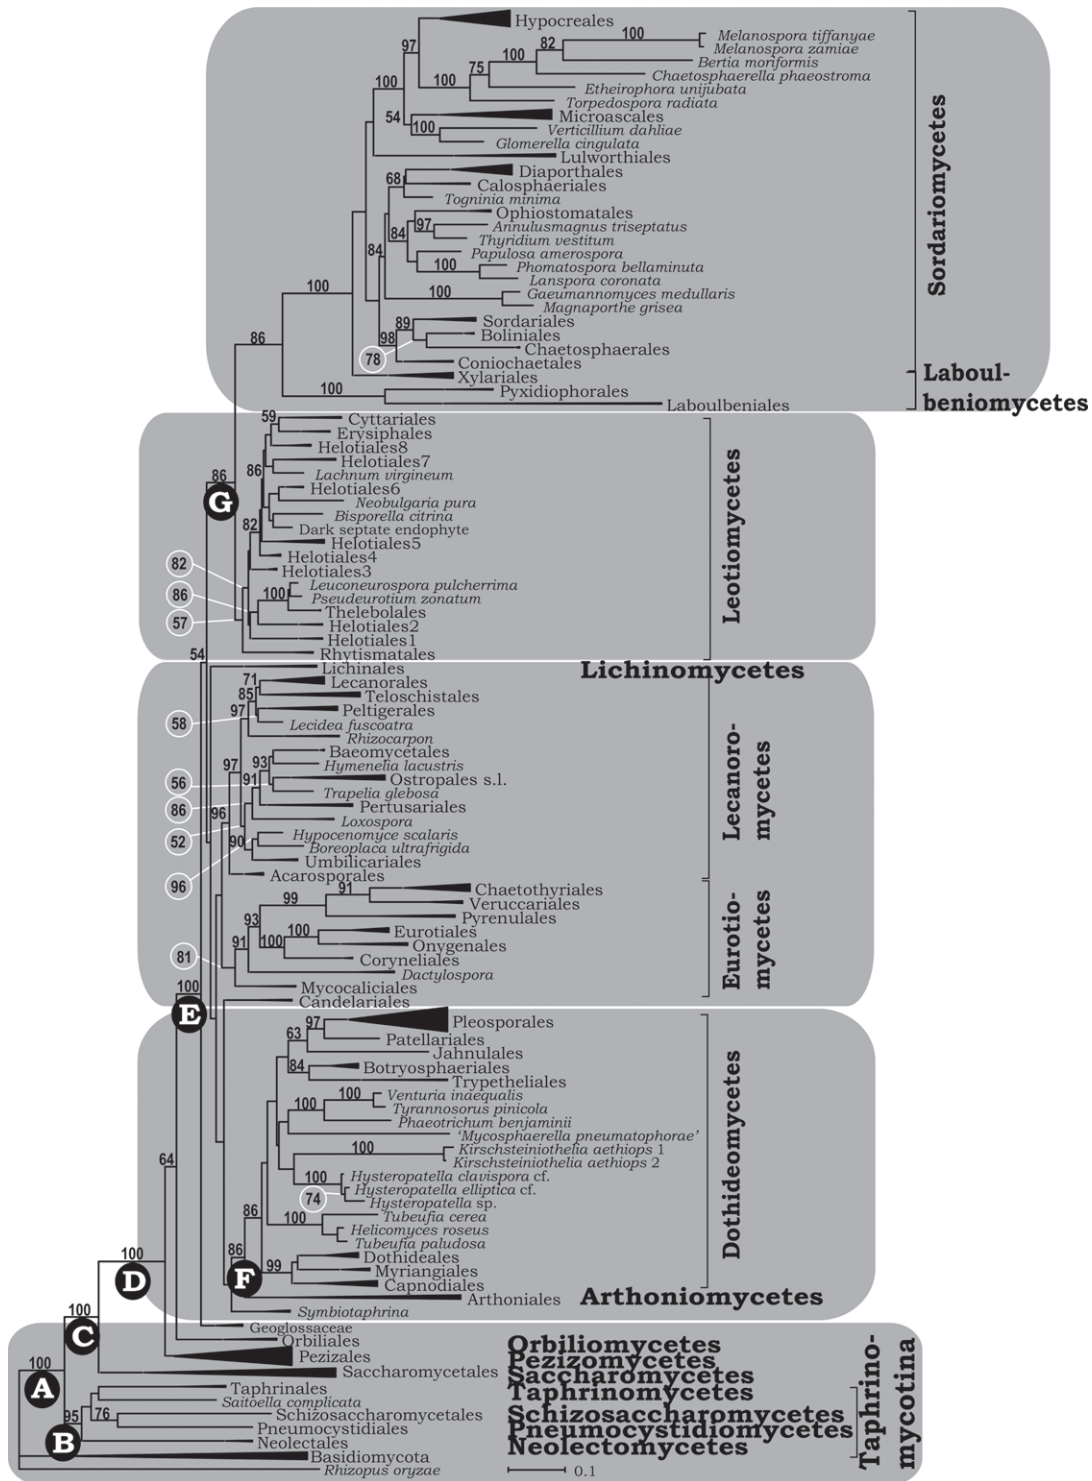 Hypocreales
97
100
Melanospora tiffanyae
82
Melanospora zamiae
100
Bertia moriformis
75
Chaetosphaerella phaeostroma
100
100
Etheirophora unijubata
Torpedospora radiata
54
Microascales
100
Verticillium dahliae
Glomerella cingulata
Lulworthiales
Diaporthales
68
Calosphaeriales
Togninia minima
Ophiostomatales
97
Annulusmagnus triseptatus
84
Thyridium vestitum
84
Papulosa amerospora
100
Phomatospora bellaminuta
Lanspora coronata
100
100
Gaeumannomyces medullaris
Magnaporthe grisea
89
Sordariales
98
Boliniales
86
78
Chaetosphaerales
Coniochaetales
Xylariales
100
Pyxidiophorales
Laboulbeniales
Sordariomycetes
Laboul-
beniomycetes
59
Cyttariales
Erysiphales
Helotiales8
86
Helotiales7
86
Lachnum virgineum
G
Helotiales6
Neobulgaria pura
Bisporella citrina
82
Dark septate endophyte
Helotiales5
Helotiales4
82
Helotiales3
Leuconeurospora pulcherrima
86
100
Pseudeurotium zonatum
Thelebolales
57
Helotiales2
Helotiales1
54
Rhytismatales
Leotiomycetes
Lichinales
Lichinomycetes
71
Lecanorales
85
Teloschistales
97
Peltigerales
58
Lecidea fuscoatra
Rhizocarpon
Baeomycetales
97
93
Hymenelia lacustris
56
91
Ostropales s.l.
Trapelia glebosa
86
Pertusariales
96
Loxospora
52
90
Hypocenomyce scalaris
Boreoplaca ultrafrigida
Umbilicariales
96
Acarosporales
Lecanoro-
mycetes
91
Chaetothyriales
99
Veruccariales
93
Pyrenulales
100
Eurotiales
91
100
Onygenales
81
Coryneliales
Dactylospora
100
Mycocaliciales
Candelariales
Eurotio-
mycetes
E
97
Pleosporales
63
Patellariales
Jahnulales
84
Botryosphaeriales
Trypetheliales
100
Venturia inaequalis
100
Tyrannosorus pinicola
Phaeotrichum benjaminii
'Mycosphaerella pneumatophorae'
100
Kirschsteiniothelia aethiops 1
64
Kirschsteiniothelia aethiops 2
100
Hysteropatella clavispora cf.
74
Hysteropatella elliptica cf.
Hysteropatella sp.
86
100
Tubeufia cerea
Helicomyces roseus
Tubeufia paludosa
86
Dothideales
100
F
99
Myriangiales
D
Capnodiales
Dothideomycetes
Arthoniales
Arthoniomycetes
Symbiotaphrina
100
Geoglossaceae
C
Orbiliales
Orbiliomycetes
Pezizales
Pezizomycetes
100
Saccharomycetales
Saccharomycetes
A
Taphrinales
Taphrinomycetes
Saitoella complicata
95
76
Schizosaccharomycetales
Schizosaccharomycetes
B
Pneumocystidiales
Pneumocystidiomycetes
Neolectales
Neolectomycetes
Taphrino-
mycotina
Basidiomycota
Rhizopus oryzae
0.1